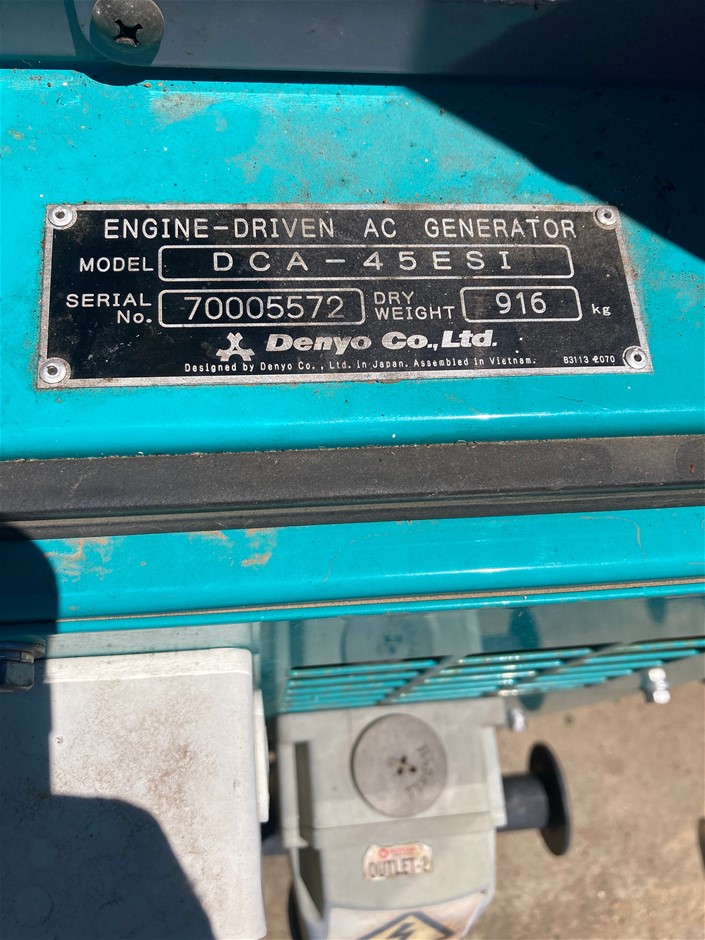 ENGINE-DRIVEN AC GENERATOR
MODEL DCA-45ESI
SERIAL No. 70005572 DRY WEIGHT 916 kg
Denyo Co., Ltd.
Designed by Denyo Co., Ltd. in Japan. Assembled in Vietnam.
OUTLET-2